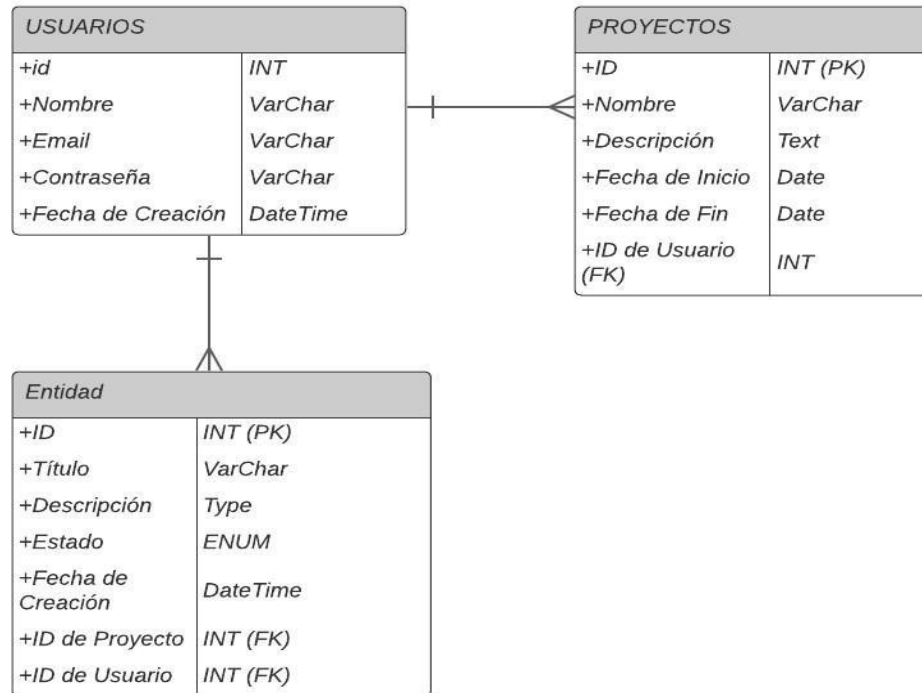 USUARIOS
+id INT
+Nombre VarChar
+Email VarChar
+Contraseña VarChar
+Fecha de Creación DateTime
PROYECTOS
+ID INT (PK)
+Nombre VarChar
+Descripción Text
+Fecha de Inicio Date
+Fecha de Fin Date
+ID de Usuario
(FK) INT
Entidad
+ID INT (PK)
+Título VarChar
+Descripción Type
+Estado ENUM
+Fecha de
Creación DateTime
+ID de Proyecto INT (FK)
+ID de Usuario INT (FK)